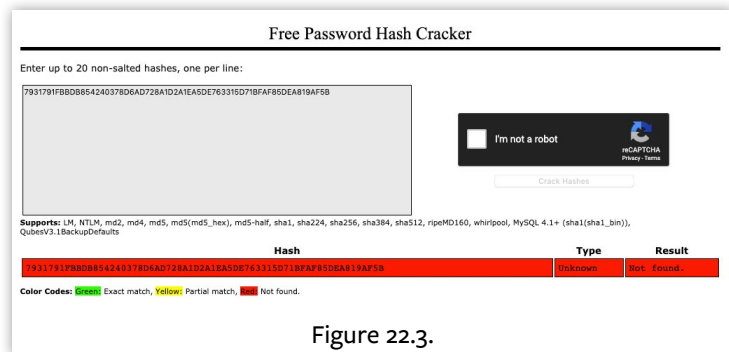 Free Password Hash Cracker
Enter up to 20 non-salted hashes, one per line:
7931791FBBDB854240378D6AD728A1D2A1EA5DE763315D71BFAF85DEA819AF5B
I'm not a robot
reCAPTCHA
Privacy - Terms
Crack Hashes
Supports: LM, NTLM, md2, md4, md5, md5(md5_hex), md5-half, sha1, sha224, sha256, sha384, sha512, ripeMD160, whirlpool, MySQL 4.1+ (sha1(sha1_bin)),
QubesV3.1BackupDefaults
Hash Type Result
7931791FBBDB854240378D6AD728A1D2A1EA5DE763315D71BFAF85DEA819AF5B Unknown Not found.
Color Codes: Green: Exact match, Yellow: Partial match, Red: Not found.
Figure 22.3.